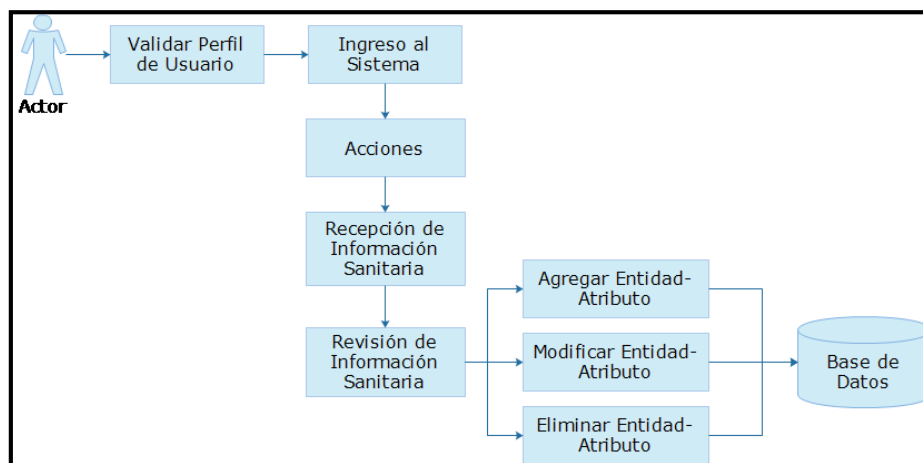 Validar Perfil
de Usuario
Ingreso al
Sistema
Actor
Acciones
Recepción de
Información
Sanitaria
Revisión de
Información
Sanitaria
Agregar Entidad-
Atributo
Modificar Entidad-
Atributo
Eliminar Entidad-
Atributo
Base de
Datos